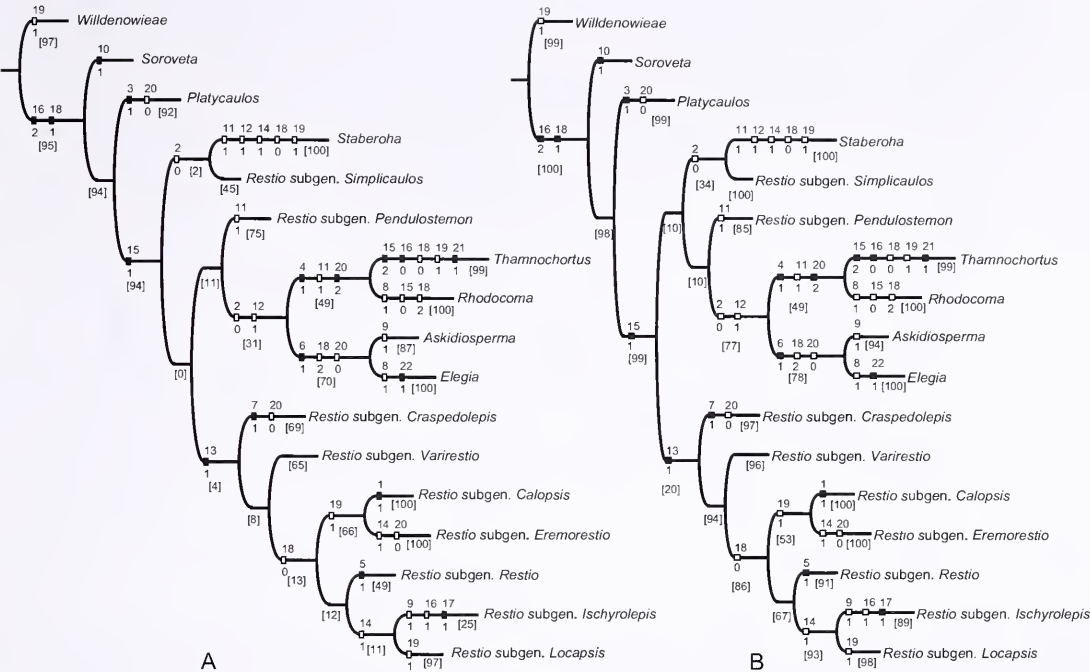 19
Willdenowieae
1 [97]
10
Soroveta
1
16 18
2 1
[95]
3 20
Platycaulos
1 0 [92]
[94]
11 12 14 18 19
Staberoha
1 1 1 0 1 [100]
2
0 [2]
Restio subgen. Simplicaulos
[45]
15
1
[94]
11
Restio subgen. Pendulostemon
1 [75]
[11]
15 16 18 19 21
Thamnochortus
2 0 0 1 1 [99]
4 11 20
1 1 2
[49]
8 15 18
Rhodocoma
1 0 2 [100]
2 12
0 1
[31]
9
Askidiosperma
1 [87]
6 18 20
1 2 0
[70]
8 22
Elegia
1 1 [100]
[0]
7 20
Restio subgen. Craspedolepis
1 0 [69]
13
1
[4]
Restio subgen. Varirestio
[65]
[8]
1
Restio subgen. Calopsis
1 [100]
19
1 [66]
14 20
Restio subgen. Eremorestio
1 0 [100]
18
0 [13]
5
Restio subgen. Restio
1 [49]
[12]
9 16 17
Restio subgen. Ischyrolepis
1 1 1 [25]
14
1 [11]
19
Restio subgen. Locapsis
1 [97]
A
19
Willdenowieae
1 [99]
10
Soroveta
1
16 18
2 1
[100]
3 20
Platycaulos
1 0 [99]
[98]
11 12 14 18 19
Staberoha
1 1 1 0 1 [100]
2
0
[34]
Restio subgen. Simplicaulos
[100]
[10]
11
Restio subgen. Pendulostemon
1 [85]
[10]
15 16 18 19 21
Thamnochortus
2 0 0 1 1 [99]
4 11 20
1 1 2
[49]
8 15 18
Rhodocoma
1 0 2 [100]
2 12
0 1
[77]
9
Askidiosperma
1 [94]
6 18 20
1 2 0
[78]
8 22
Elegia
1 1 [100]
15
1
[99]
7 20
Restio subgen. Craspedolepis
1 0 [97]
13
1
[20]
Restio subgen. Varirestio
[96]
[94]
1
Restio subgen. Calopsis
1 [100]
19
1
[53]
14 20
Restio subgen. Eremorestio
1 0 [100]
18
0
[86]
5
Restio subgen. Restio
1 [91]
[67]
9 16 17
Restio subgen. Ischyrolepis
1 1 1 [89]
14
1
[93]
19
Restio subgen. Locapsis
1 [98]
B